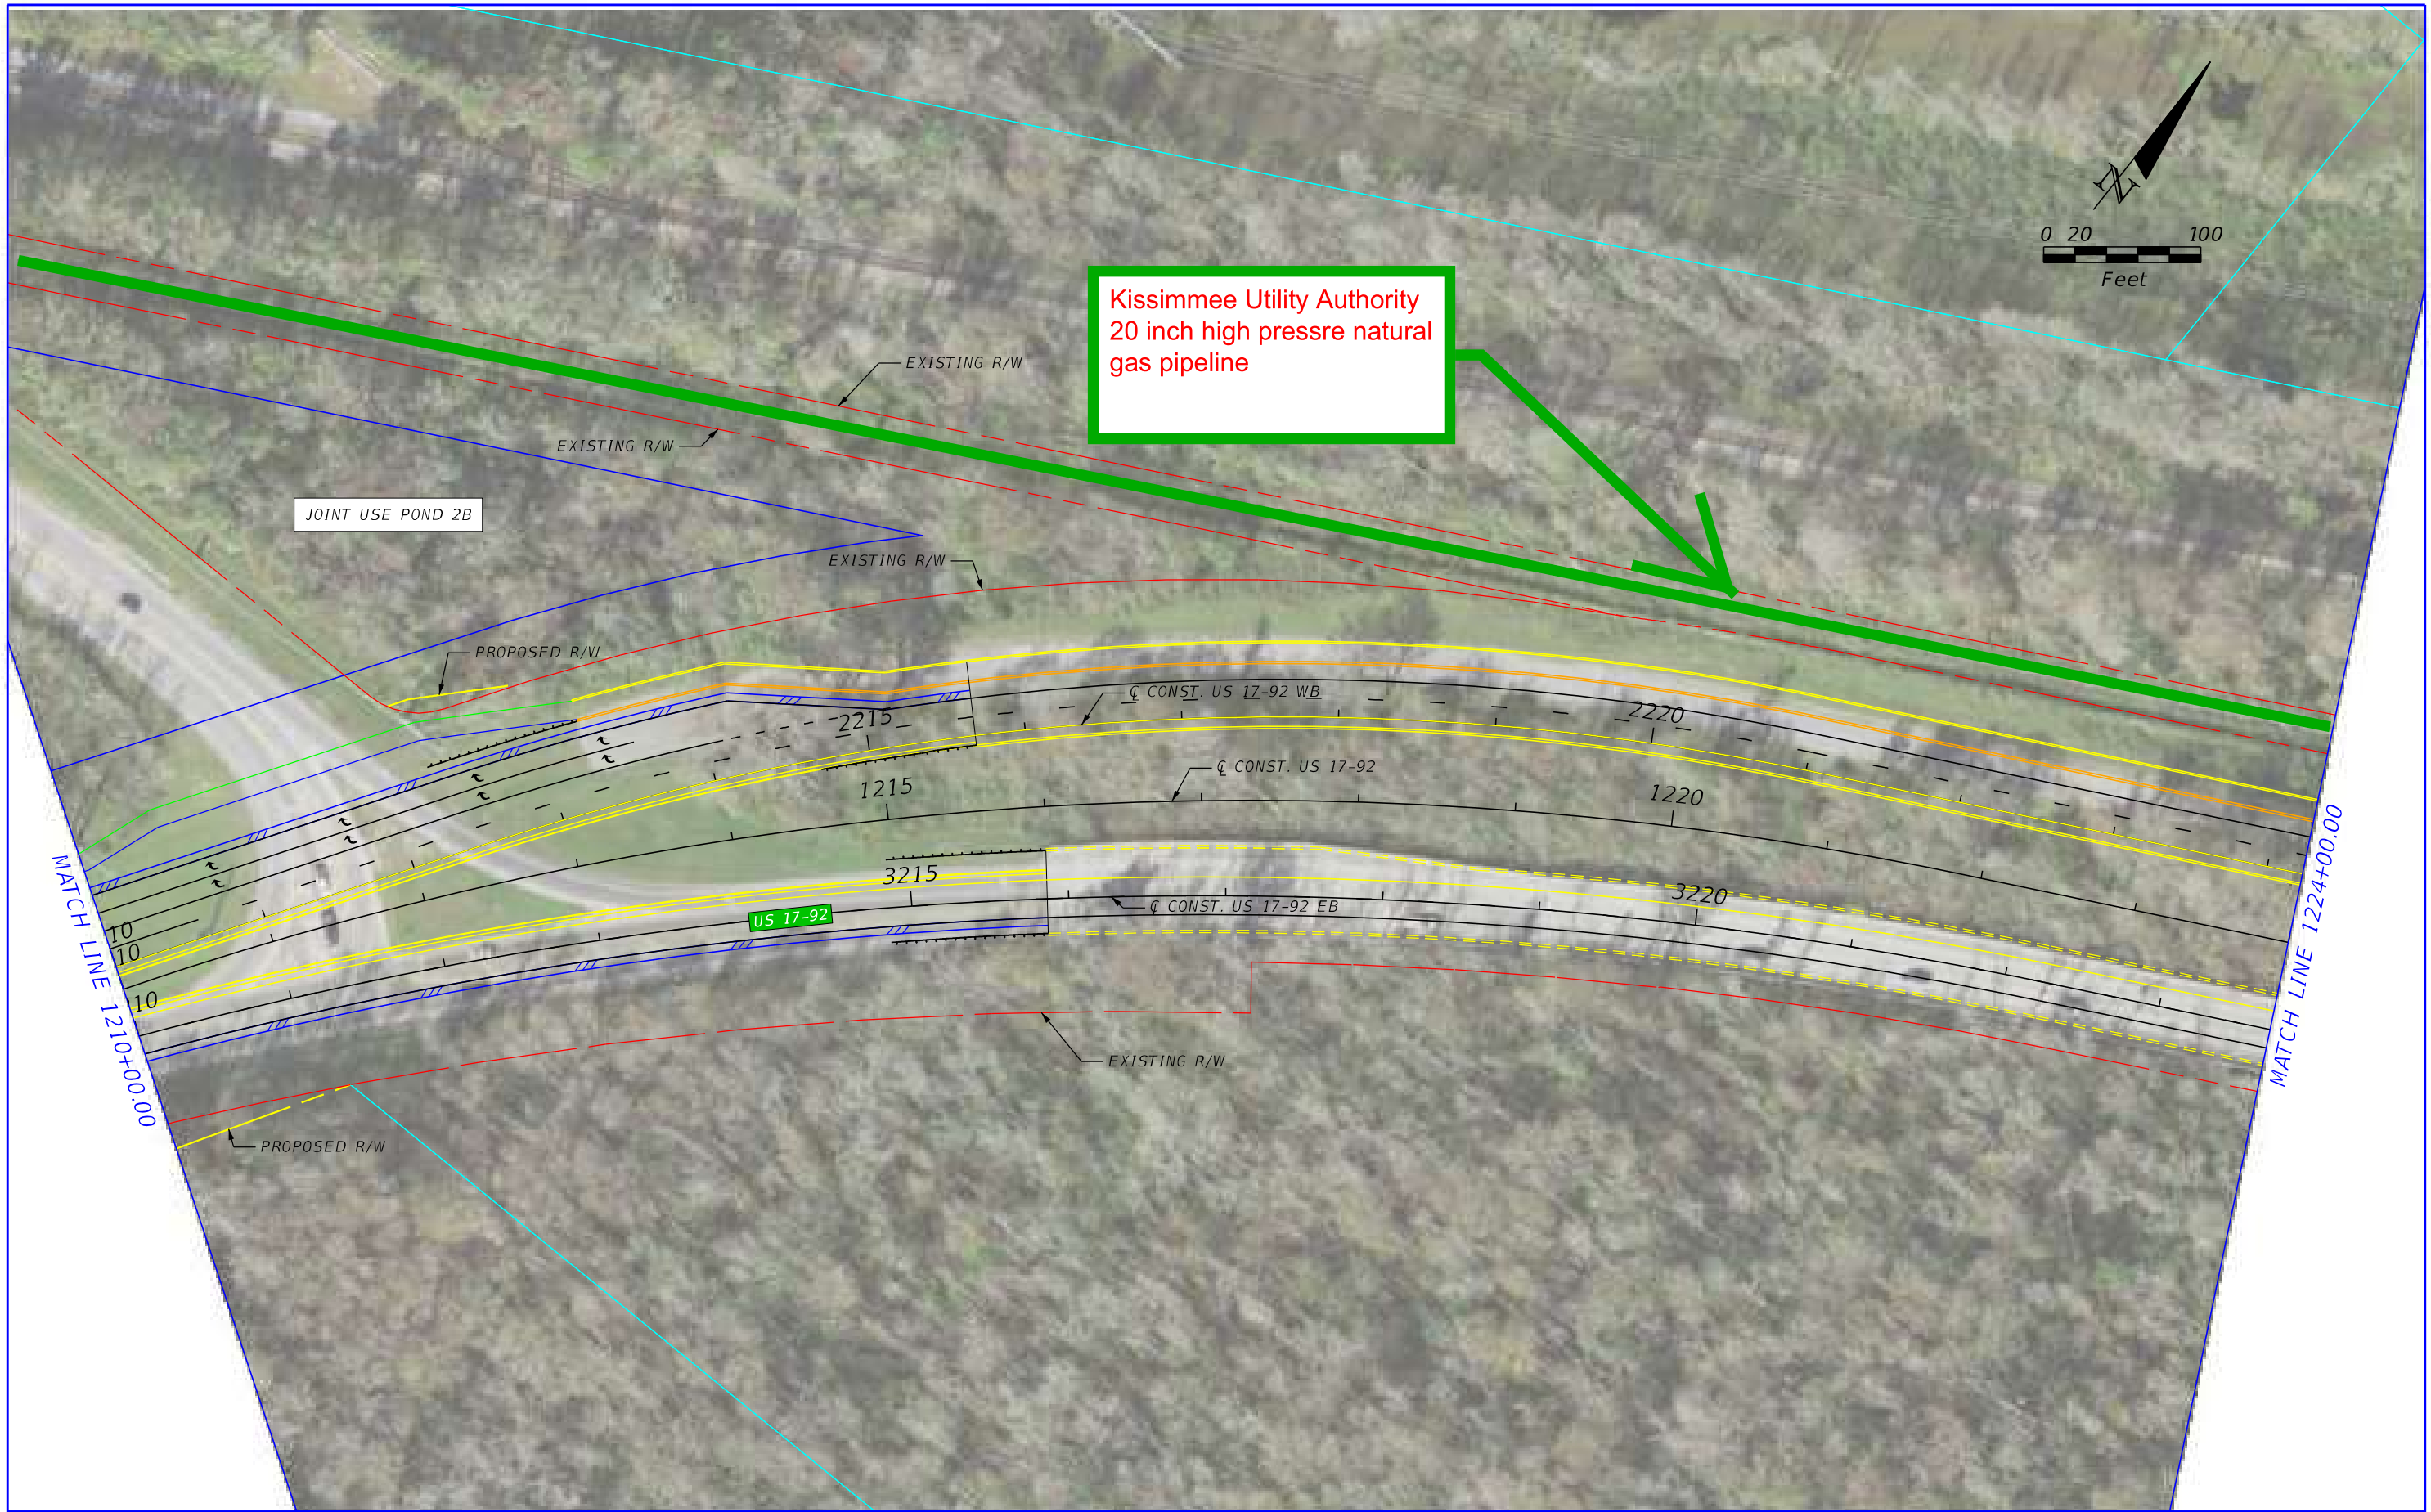 0 20 100
Feet
Kissimmee Utility Authority
20 inch high pressre natural
gas pipeline
EXISTING R/W
EXISTING R/W
JOINT USE POND 2B
EXISTING R/W
PROPOSED R/W
℄ CONST. US 17-92 WB
2215
2220
℄ CONST. US 17-92
1215
1220
3215
3220
℄ CONST. US 17-92 EB
US 17-92
10
10
10
MATCH LINE 1210+00.00
MATCH LINE 1224+00.00
EXISTING R/W
PROPOSED R/W
N